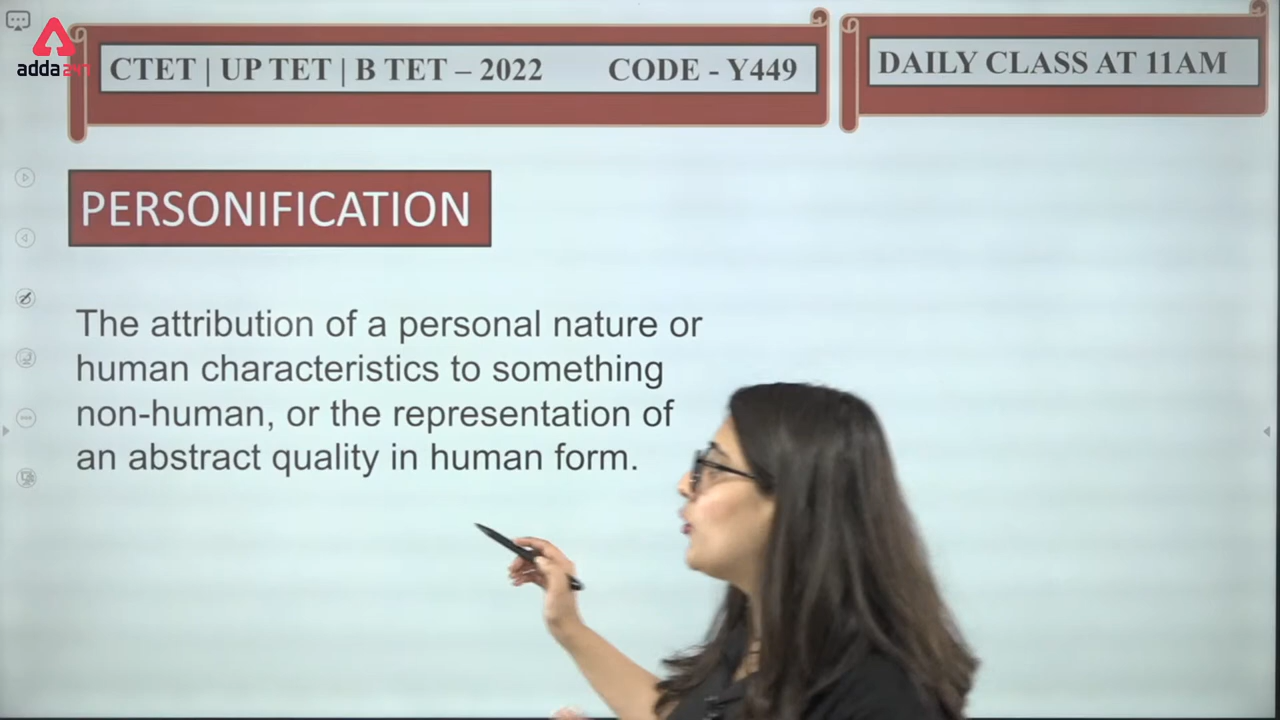 adda247
CTET | UP TET | B TET – 2022 CODE - Y449
DAILY CLASS AT 11AM
PERSONIFICATION
The attribution of a personal nature or
human characteristics to something
non-human, or the representation of
an abstract quality in human form.